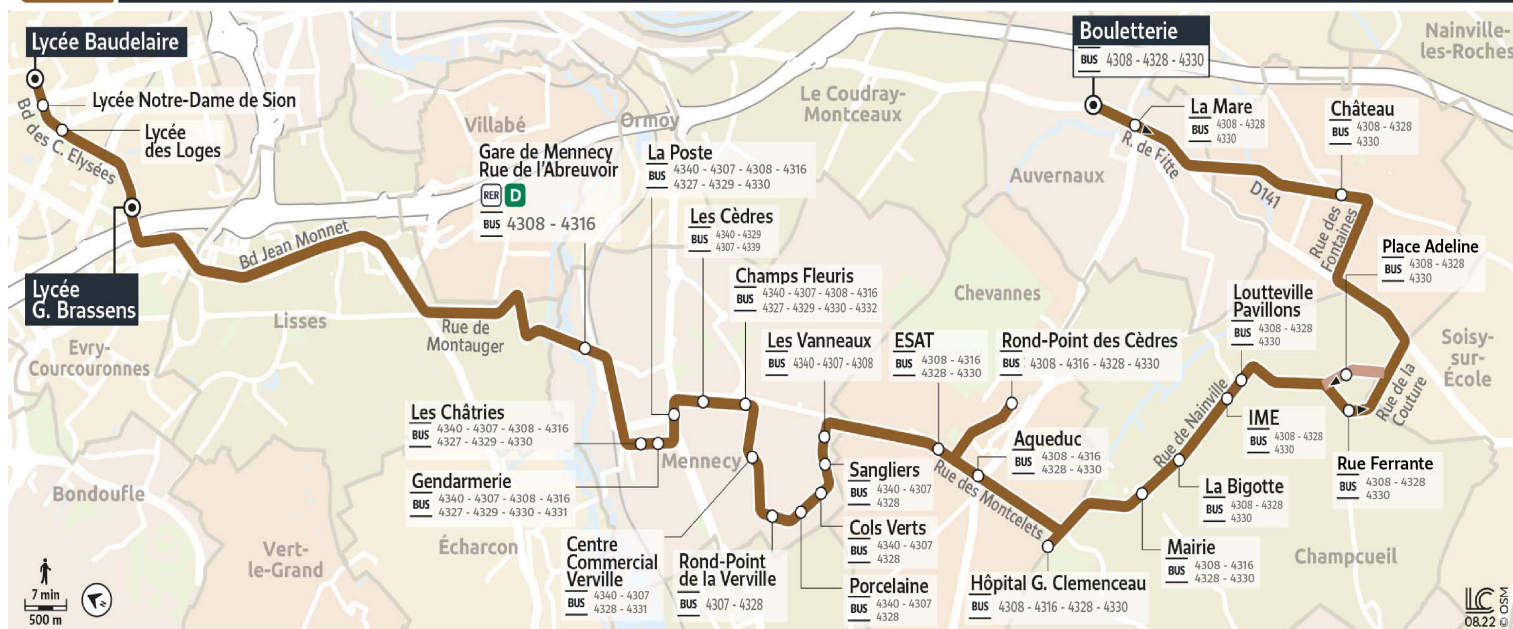 Lycée Baudelaire
Lycée Notre-Dame de Sion
Lycée
des Loges
Bd des C. Elysées
Lycée
G. Brassens
Bd Jean Monnet
Evry-
Courcouronnes
Lisses
Villabé
Ormoy
Le Coudray-
Montceaux
Rue de
Montauger
Gare de Mennecy
Rue de l'Abreuvoir
RER D
BUS 4308 - 4316
La Poste
BUS 4340 - 4307 - 4308 - 4316
4327 - 4329 - 4330
Les Cèdres
BUS 4340 - 4329
4307 - 4339
Champs Fleuris
BUS 4340 - 4307 - 4308 - 4316
4327 - 4329 - 4330 - 4332
Les Vanneaux
BUS 4340 - 4307 - 4308
ESAT
BUS 4308 - 4316
4328 - 4330
Rond-Point des Cèdres
BUS 4308 - 4316 - 4328 - 4330
Chevannes
Auvernaux
Bouletterie
BUS 4308 - 4328 - 4330
Nainville-
les-Roches
La Mare
BUS 4308 - 4328
4330
R. de Fitte
D141
Château
BUS 4308 - 4328
4330
Rue des
Fontaines
Place Adeline
BUS 4308 - 4328
4330
Loutteville
Pavillons
BUS 4308 - 4328
4330
Soisy-
sur-
École
Rue de la
Couture
Rue Ferrante
BUS 4308 - 4328
4330
IME
BUS 4308 - 4328
4330
Rue de Nainville
La Bigotte
BUS 4308 - 4328
4330
Mairie
BUS 4308 - 4316
4328 - 4330
Champcueil
Aqueduc
BUS 4308 - 4316
4328 - 4330
Rue des Montcelets
Hôpital G. Clemenceau
BUS 4308 - 4316 - 4328 - 4330
Sangliers
BUS 4340 - 4307
4328
Cols Verts
BUS 4340 - 4307
4328
Porcelaine
BUS 4340 - 4307
4328
Mennecy
Les Châtries
BUS 4340 - 4307 - 4308 - 4316
4327 - 4329 - 4330
Gendarmerie
BUS 4340 - 4307 - 4308 - 4316
4327 - 4329 - 4330 - 4331
Centre
Commercial
Verville
BUS 4340 - 4307
4328 - 4331
Rond-Point
de la Verville
BUS 4307 - 4328
Écharcon
Vert-
le-Grand
Bondoufle
7 min
500 m
N
LC
08.22 © OSM